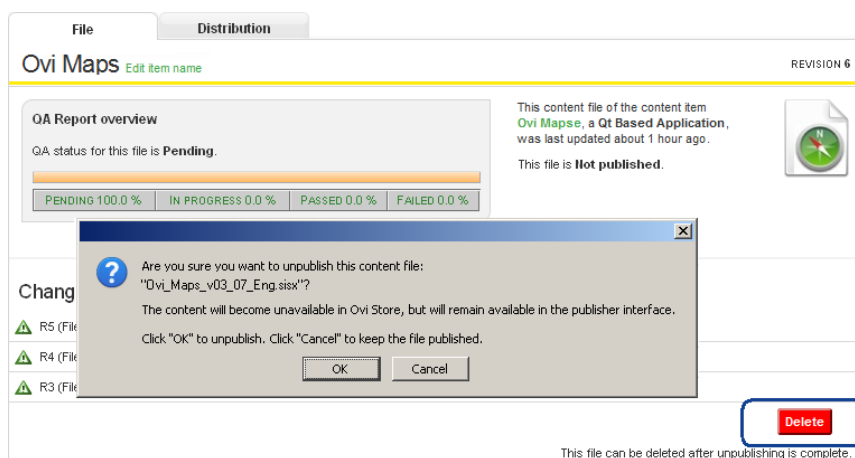 File Distribution
Ovi Maps Edit item name REVISION 6
QA Report overview
QA status for this file is Pending.
PENDING 100.0 % IN PROGRESS 0.0 % PASSED 0.0 % FAILED 0.0 %
This content file of the content item
Ovi Mapse, a Qt Based Application,
was last updated about 1 hour ago.
This file is Not published.
N
Are you sure you want to unpublish this content file:
"Ovi_Maps_v03_07_Eng.sisx"?
The content will become unavailable in Ovi Store, but will remain available in the publisher interface.
Click "OK" to unpublish. Click "Cancel" to keep the file published.
OK Cancel
Chang
R5 (File
R4 (File
R3 (File
Delete
This file can be deleted after unpublishing is complete.